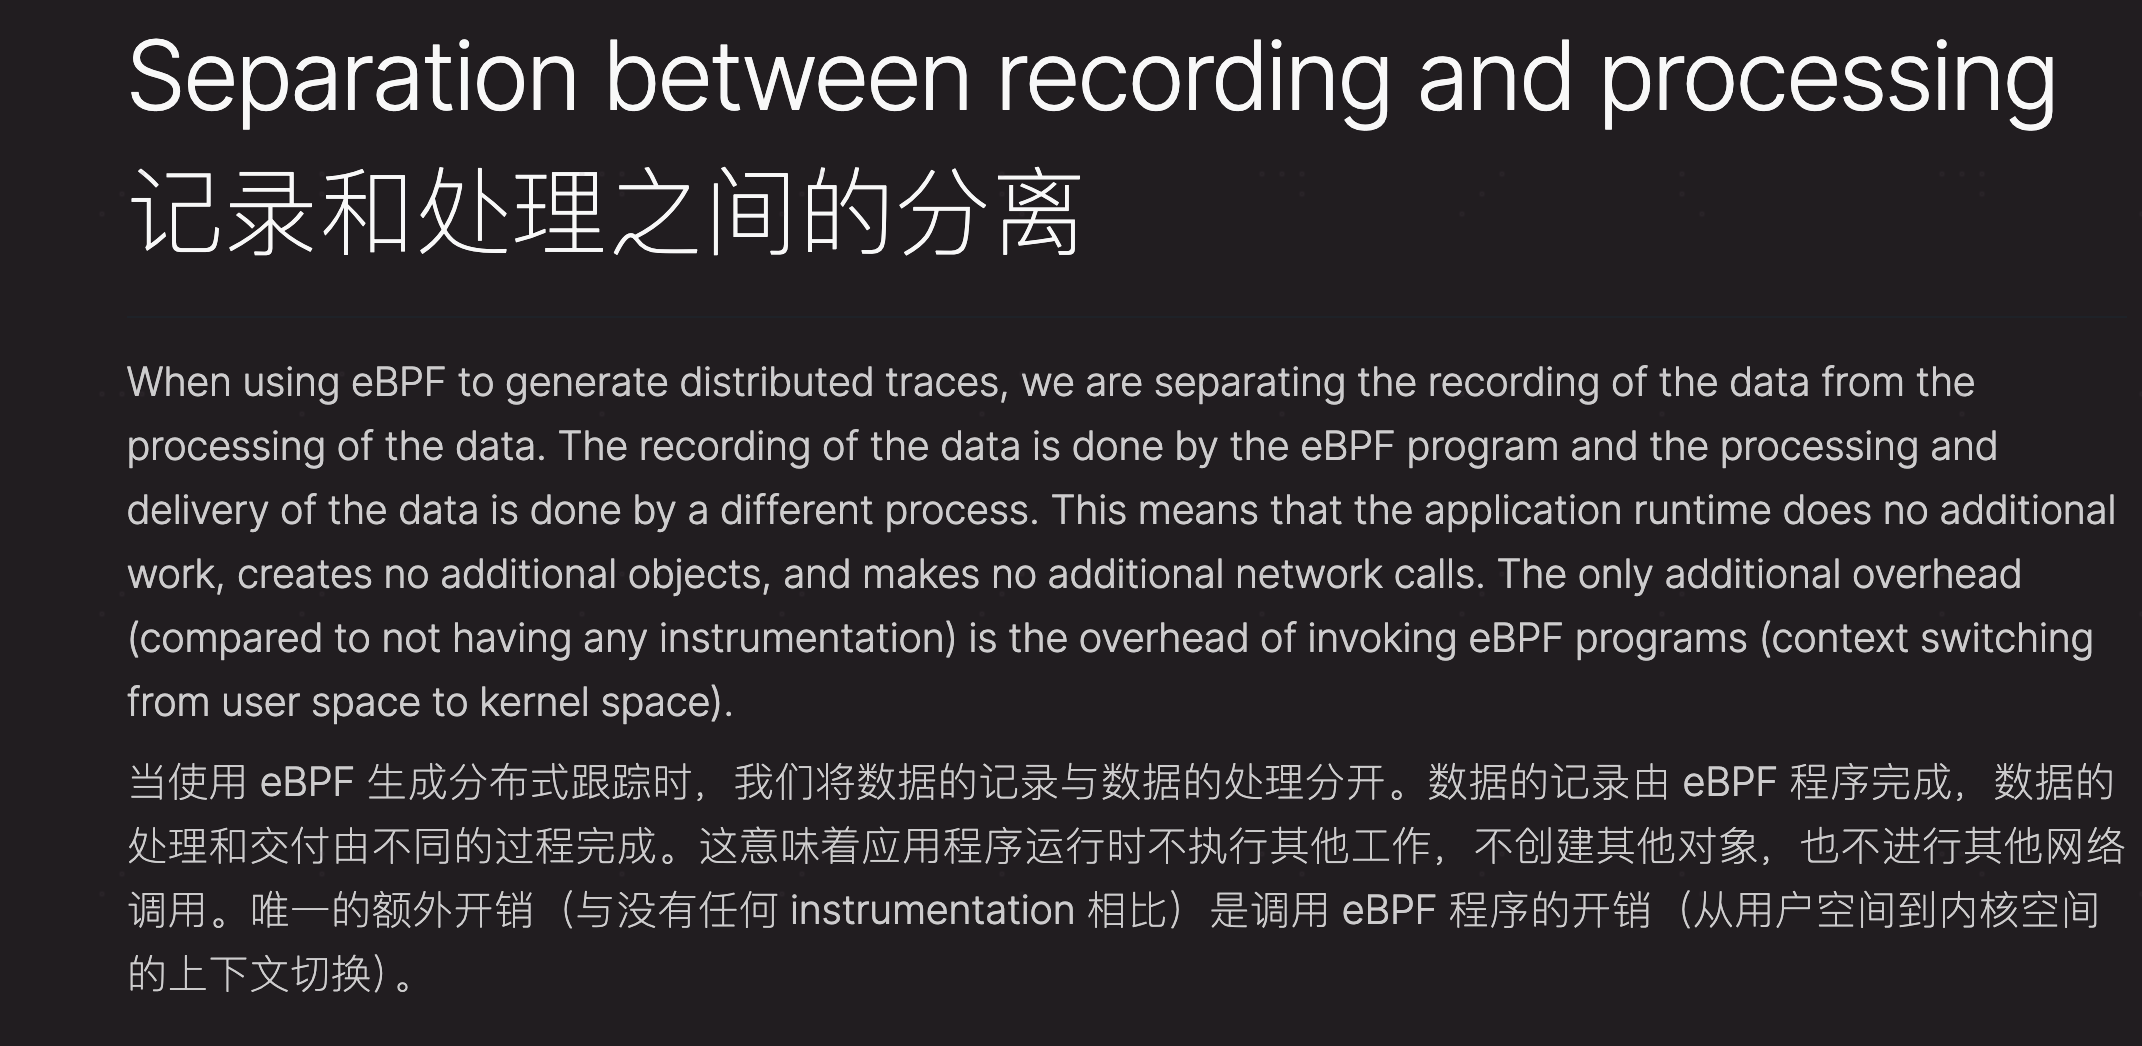 Separation between recording and processing
记录和处理之间的分离
When using eBPF to generate distributed traces, we are separating the recording of the data from the
processing of the data. The recording of the data is done by the eBPF program and the processing and
delivery of the data is done by a different process. This means that the application runtime does no additional
work, creates no additional objects, and makes no additional network calls. The only additional overhead
(compared to not having any instrumentation) is the overhead of invoking eBPF programs (context switching
from user space to kernel space).
当使用 eBPF 生成分布式跟踪时，我们将数据的记录与数据的处理分开。数据的记录由 eBPF 程序完成，数据的
处理和交付由不同的过程完成。这意味着应用程序运行时不执行其他工作，不创建其他对象，也不进行其他网络
调用。唯一的额外开销（与没有任何 instrumentation 相比）是调用 eBPF 程序的开销（从用户空间到内核空间
的上下文切换）。